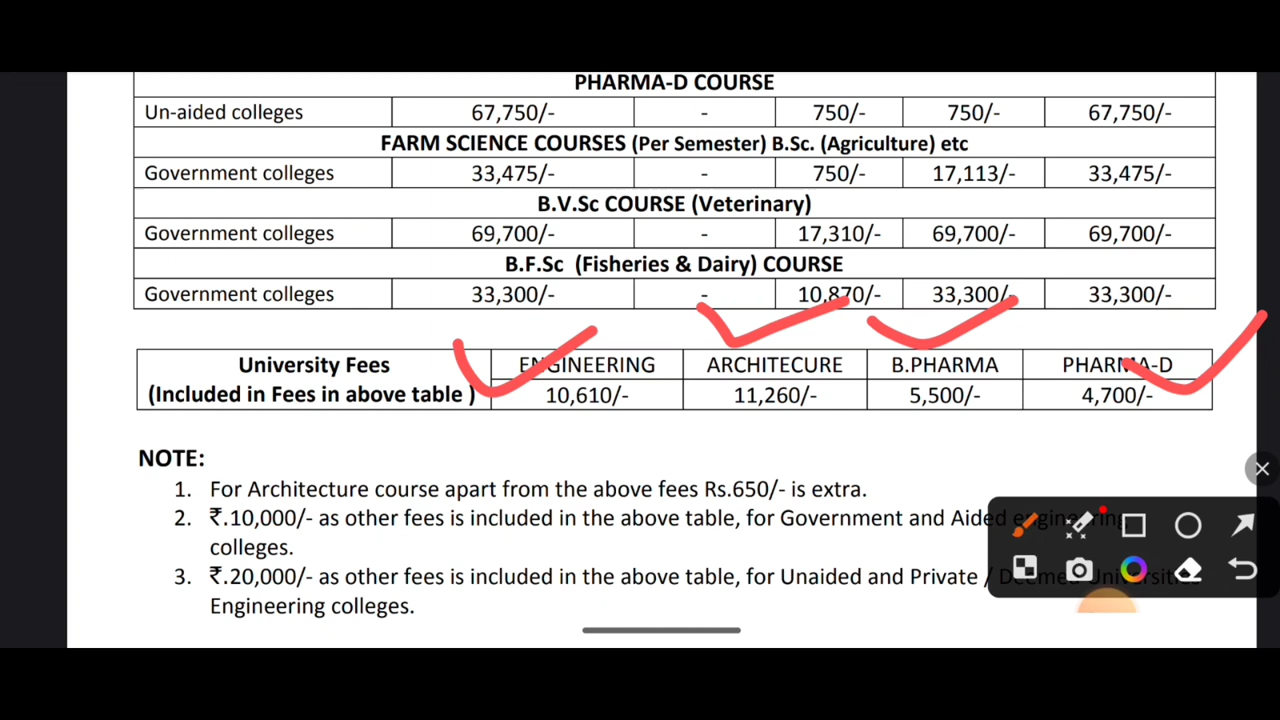 PHARMA-D COURSE
Un-aided colleges 67,750/- - 750/- 750/- 67,750/-
FARM SCIENCE COURSES (Per Semester) B.Sc. (Agriculture) etc
Government colleges 33,475/- - 750/- 17,113/- 33,475/-
B.V.Sc COURSE (Veterinary)
Government colleges 69,700/- - 17,310/- 69,700/- 69,700/-
B.F.Sc (Fisheries & Dairy) COURSE
Government colleges 33,300/- - 10,870/- 33,300/- 33,300/-
University Fees ENGINEERING ARCHITECURE B.PHARMA PHARMA-D
(Included in Fees in above table ) 10,610/- 11,260/- 5,500/- 4,700/-
NOTE:
1. For Architecture course apart from the above fees Rs.650/- is extra.
2. ₹.10,000/- as other fees is included in the above table, for Government and Aided engineering
colleges.
3. ₹.20,000/- as other fees is included in the above table, for Unaided and Private / Deemed Universities
Engineering colleges.